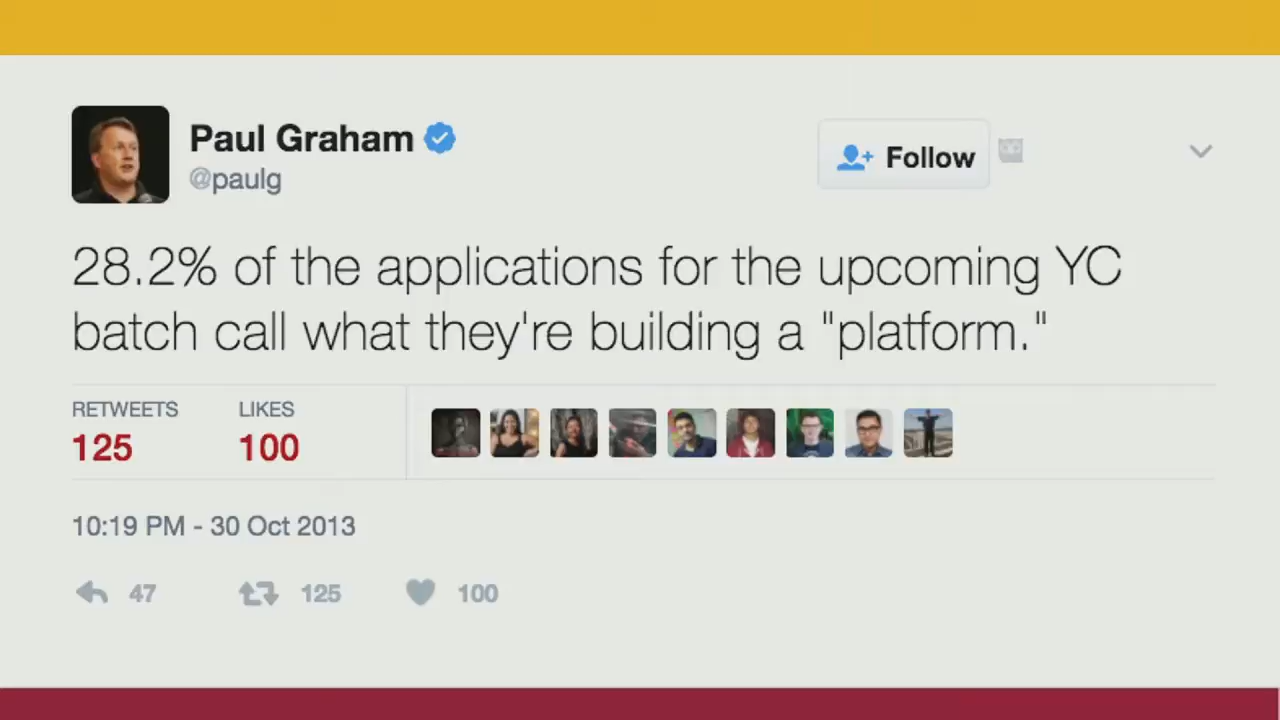 Paul Graham
@paulg
Follow
28.2% of the applications for the upcoming YC
batch call what they're building a "platform."
RETWEETS LIKES
125 100
10:19 PM - 30 Oct 2013
47 125 100